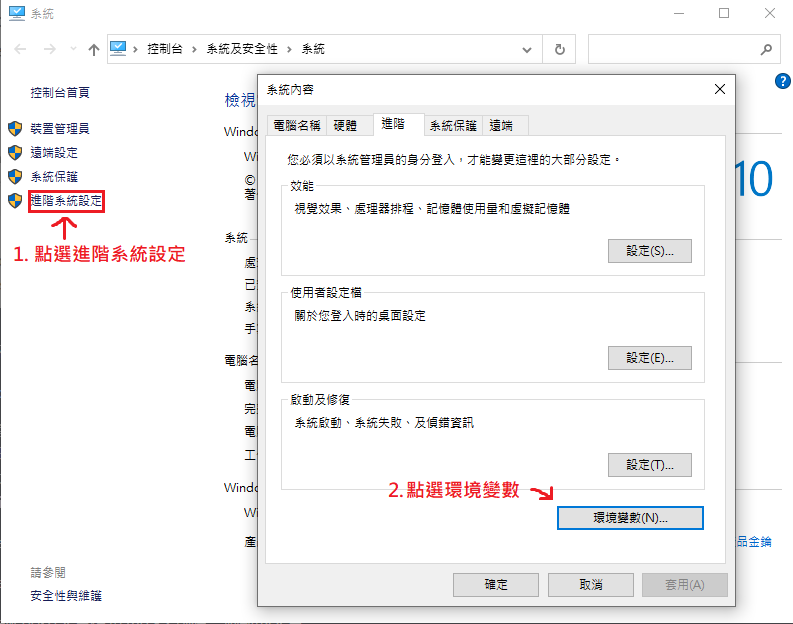 系統
控制台 › 系統及安全性 › 系統
控制台首頁
裝置管理員
遠端設定
系統保護
進階系統設定
1. 點選進階系統設定
請參閱
安全性與維護
檢視
Windo
Wi
©
著
系統
處
已
系
手
電腦名
電
完
電
工
Windo
Wi
產
10
品金鑰
系統內容
電腦名稱 硬體 進階 系統保護 遠端
您必須以系統管理員的身分登入，才能變更這裡的大部分設定。
效能
視覺效果、處理器排程、記憶體使用量和虛擬記憶體
設定(S)...
使用者設定檔
關於您登入時的桌面設定
設定(E)...
啟動及修復
系統啟動、系統失敗、及偵錯資訊
設定(T)...
2. 點選環境變數
環境變數(N)...
確定 取消 套用(A)